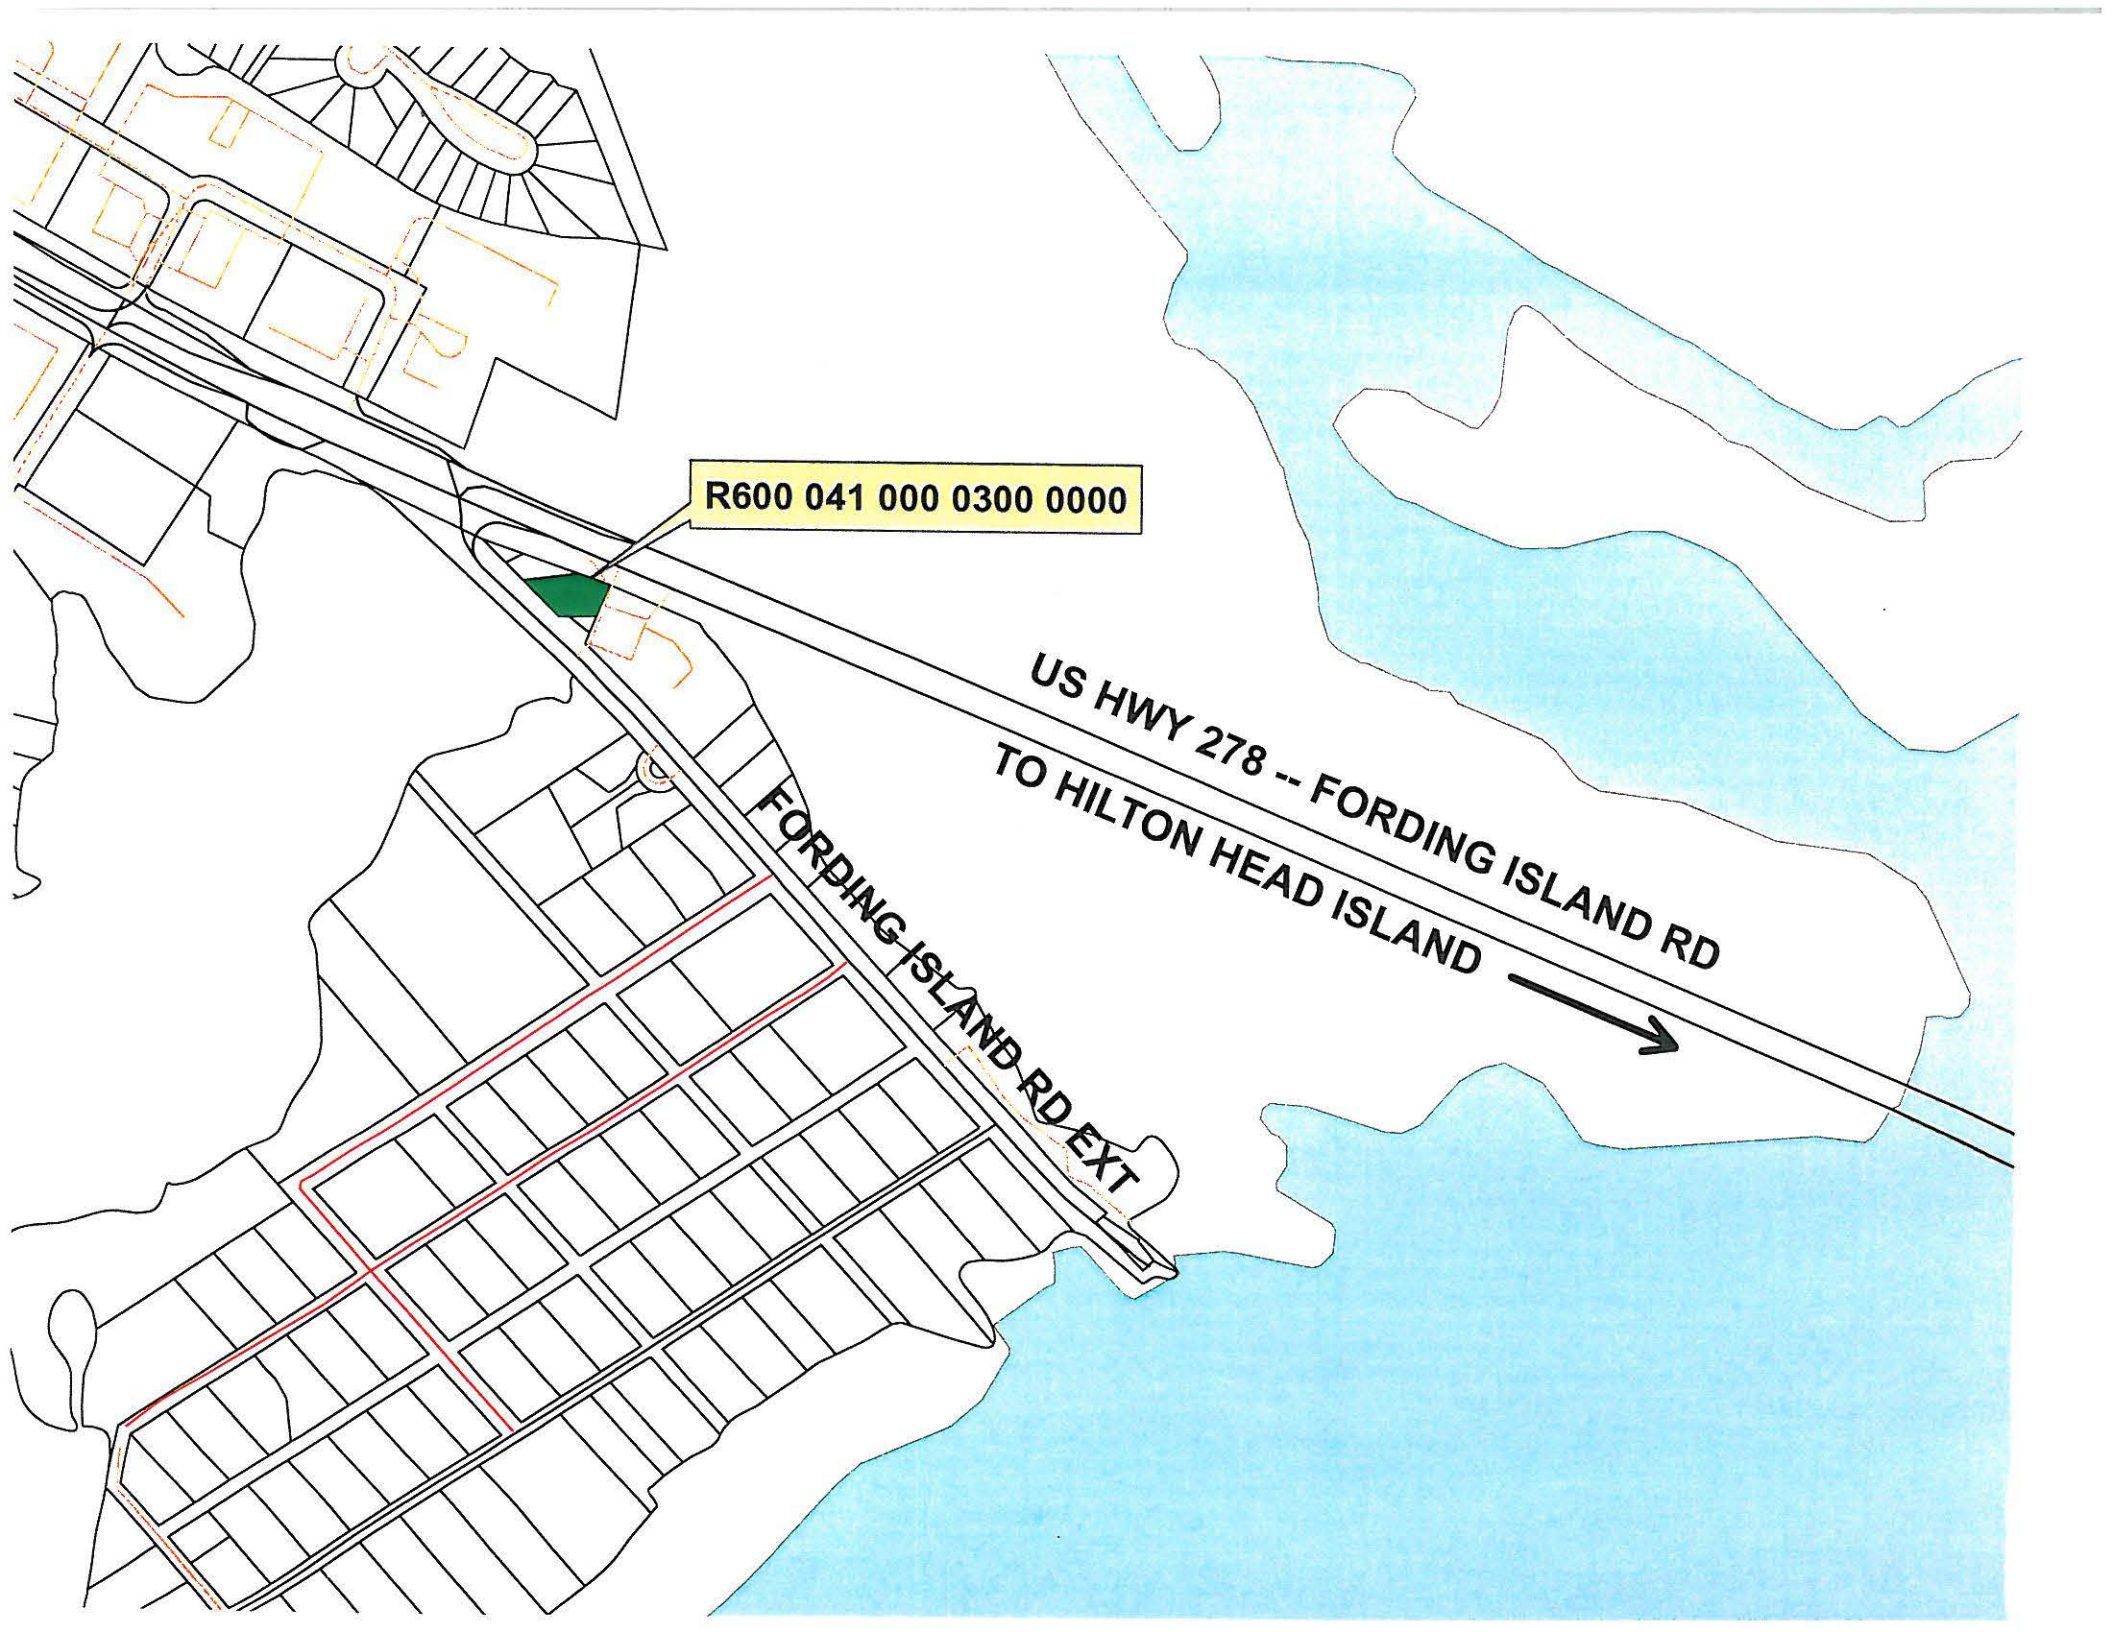 R600 041 000 0300 0000
US HWY 278 -- FORDING ISLAND RD
TO HILTON HEAD ISLAND
FORDING ISLAND RD EXT